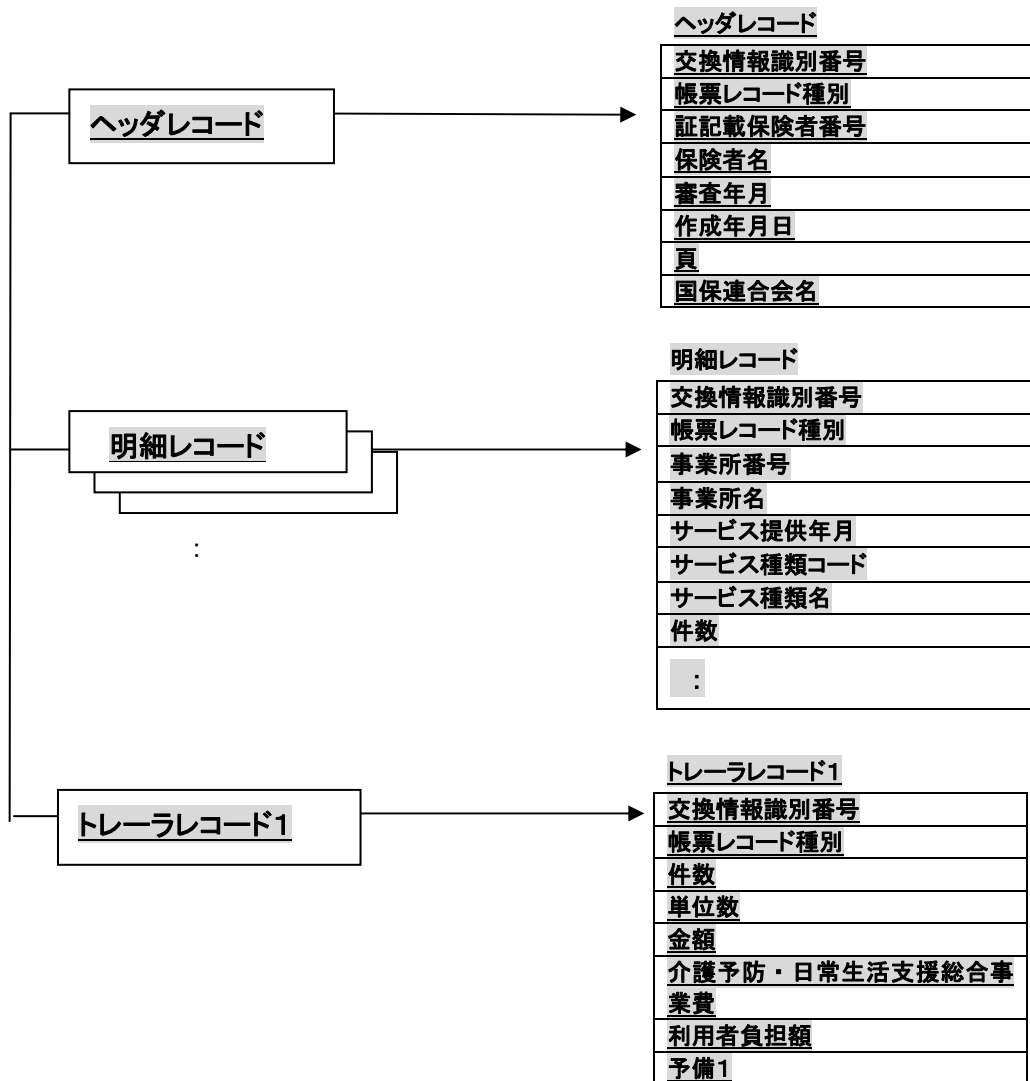 ヘッダレコード
ヘッダレコード
交換情報識別番号
帳票レコード種別
証記載保険者番号
保険者名
審査年月
作成年月日
頁
国保連合会名
明細レコード
:
明細レコード
交換情報識別番号
帳票レコード種別
事業所番号
事業所名
サービス提供年月
サービス種類コード
サービス種類名
件数
:
トレーラレコード1
トレーラレコード1
交換情報識別番号
帳票レコード種別
件数
単位数
金額
介護予防・日常生活支援総合事
業費
利用者負担額
予備1